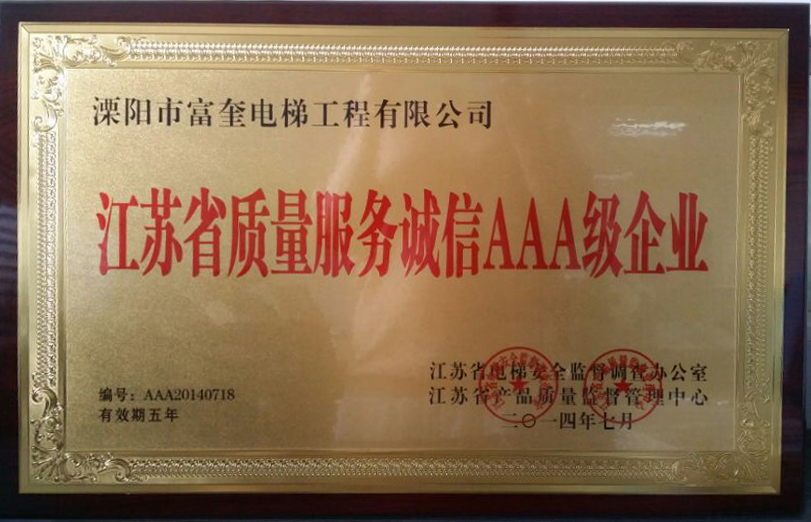 溧阳市富奎电梯工程有限公司
江苏省质量服务诚信AAA级企业
江苏省电梯安全监督调查办公室
编号：AAA20140718
江苏省产品质量监督管理中心
有效期五年
二〇一四年七月